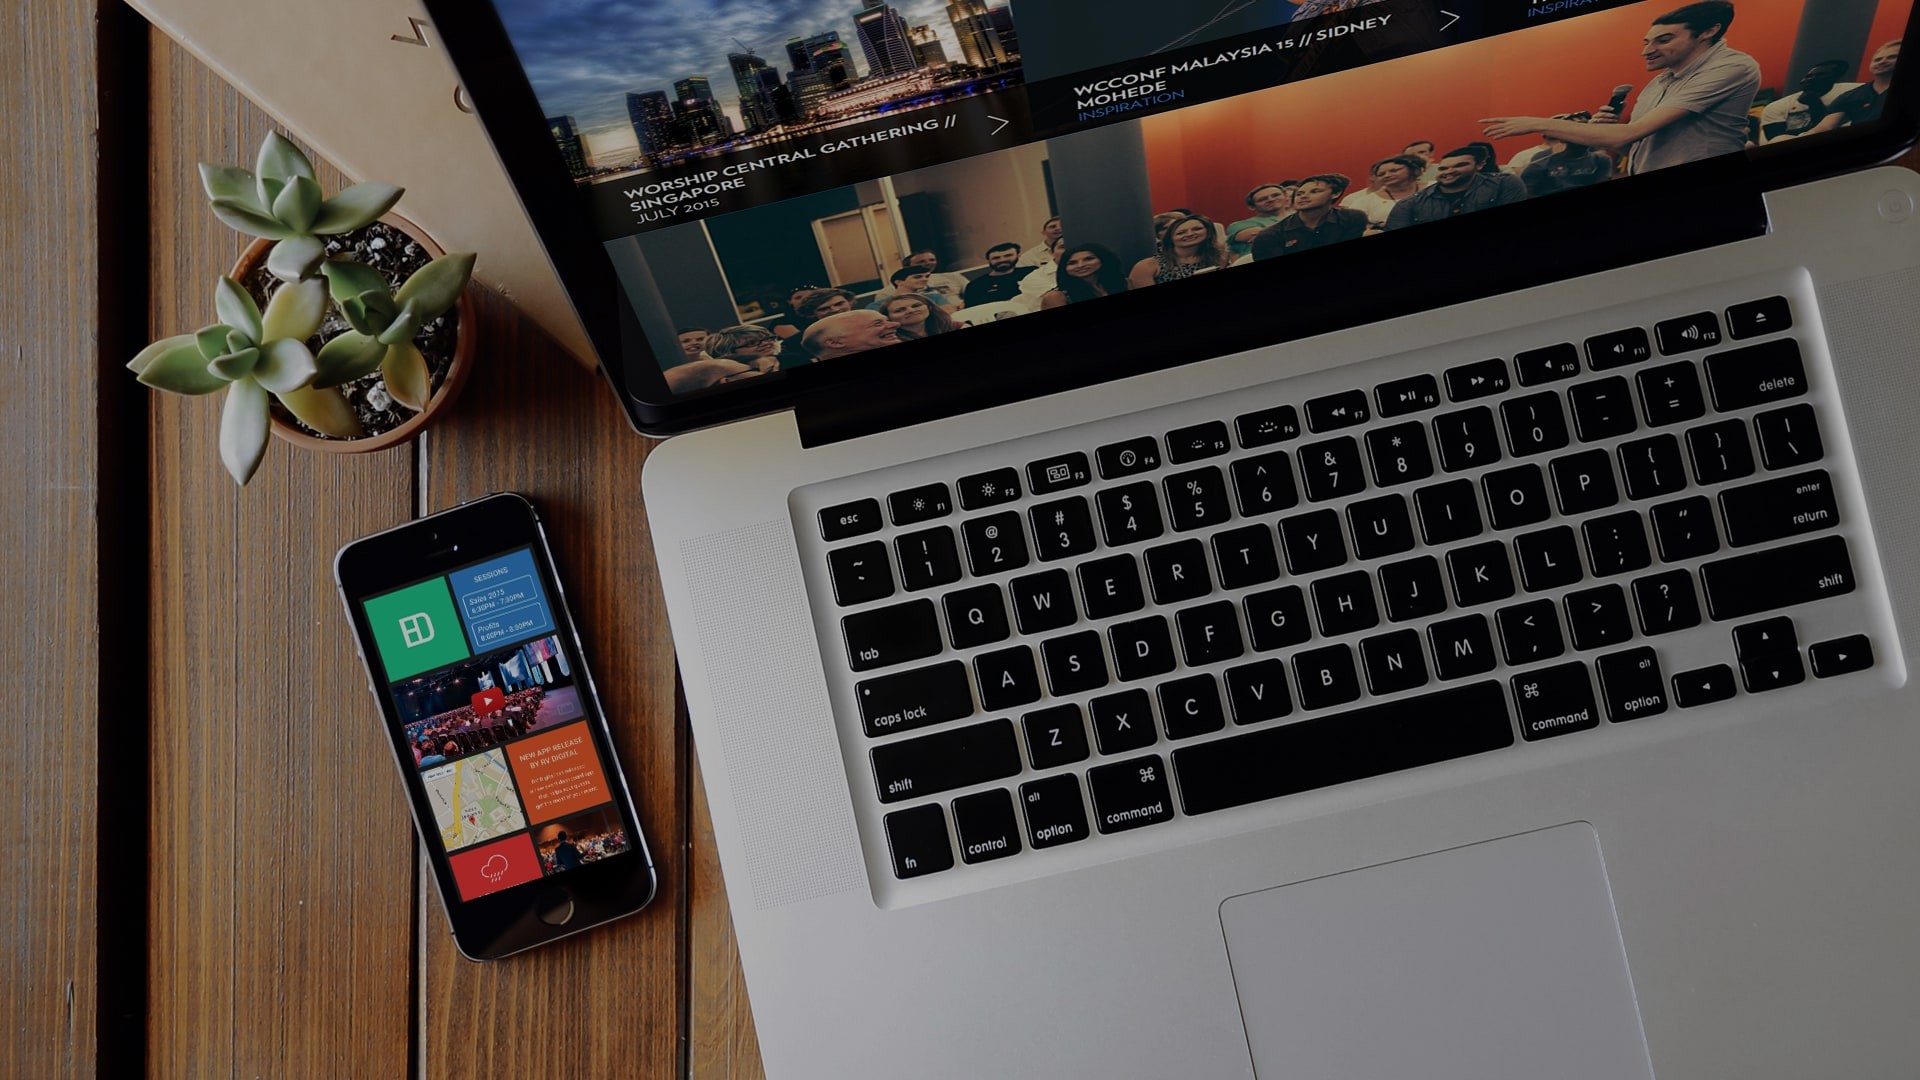 WORSHIP CENTRAL GATHERING //
SINGAPORE
JULY 2015
WCCONF MALAYSIA 15 // SIDNEY
MOHEDE
INSPIRATION
SESSIONS
Sales 2075
6:30PM - 7:30PM
Profits
8:00PM - 8:30PM
NEW APP RELEASE
BY RV DIGITAL
esc F1 F2 F3 F4 F5 F6 F7 F8 F9 F10 F11 F12
~ ! @ # $ % ^ & * ( ) - +
1 2 3 4 5 6 7 8 9 0 - = delete
tab Q W E R T Y U I O P { [ } ] | \
caps lock A S D F G H J K L : ; “ ‘ enter return
shift Z X C V B N M < , > . ? / shift
fn control alt option ⌘ command ⌘ command alt option